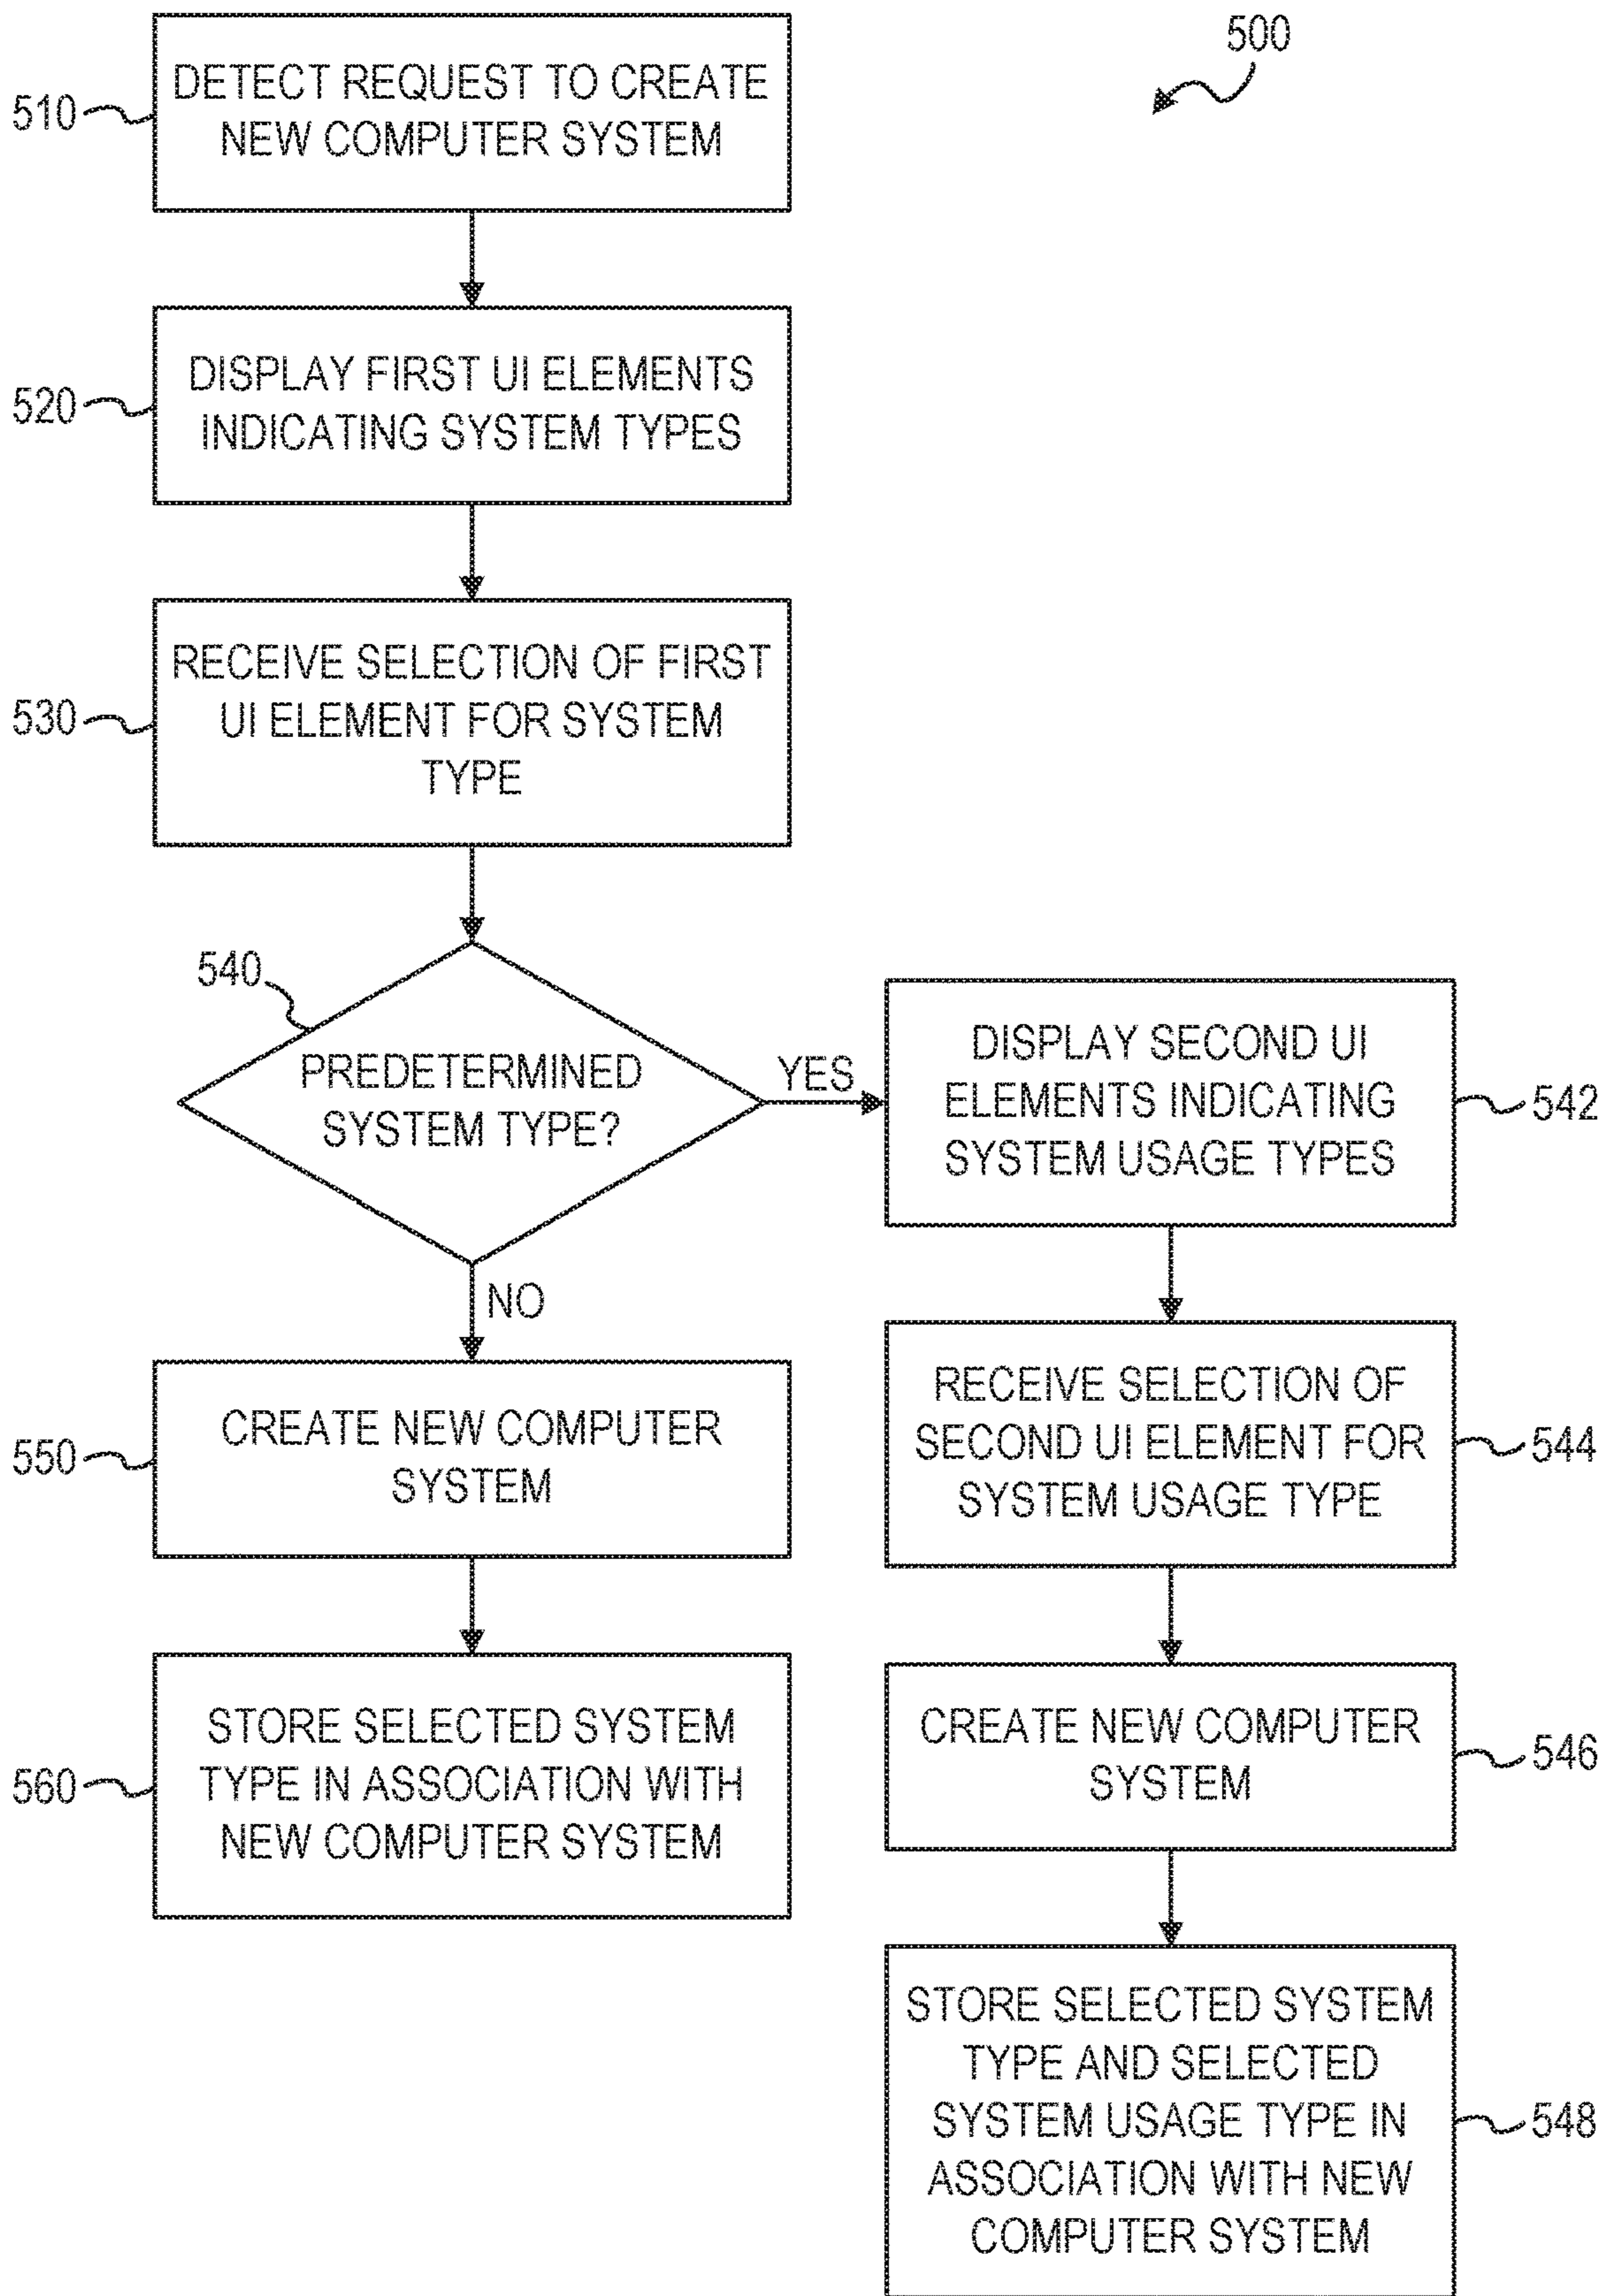 500
510
DETECT REQUEST TO CREATE
NEW COMPUTER SYSTEM
520
DISPLAY FIRST UI ELEMENTS
INDICATING SYSTEM TYPES
530
RECEIVE SELECTION OF FIRST
UI ELEMENT FOR SYSTEM
TYPE
540
PREDETERMINED
SYSTEM TYPE?
YES
NO
DISPLAY SECOND UI
ELEMENTS INDICATING
SYSTEM USAGE TYPES
542
RECEIVE SELECTION OF
SECOND UI ELEMENT FOR
SYSTEM USAGE TYPE
544
CREATE NEW COMPUTER
SYSTEM
546
STORE SELECTED SYSTEM
TYPE AND SELECTED
SYSTEM USAGE TYPE IN
ASSOCIATION WITH NEW
COMPUTER SYSTEM
548
550
CREATE NEW COMPUTER
SYSTEM
560
STORE SELECTED SYSTEM
TYPE IN ASSOCIATION WITH
NEW COMPUTER SYSTEM